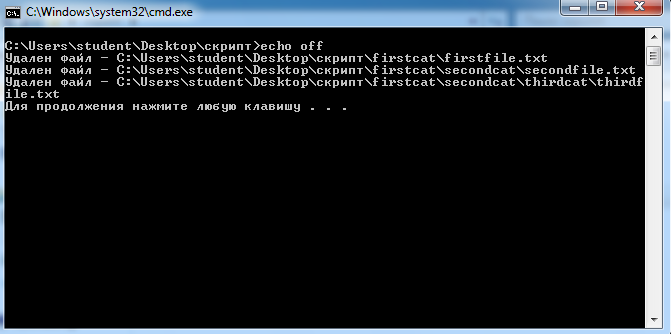 C:\Windows\system32\cmd.exe
C:\Users\student\Desktop\скрипт>echo off
Удален файл - C:\Users\student\Desktop\скрипт\firstcat\firstfile.txt
Удален файл - C:\Users\student\Desktop\скрипт\firstcat\secondcat\secondfile.txt
Удален файл - C:\Users\student\Desktop\скрипт\firstcat\secondcat\thirdcat\thirdf
ile.txt
Для продолжения нажмите любую клавишу . . .